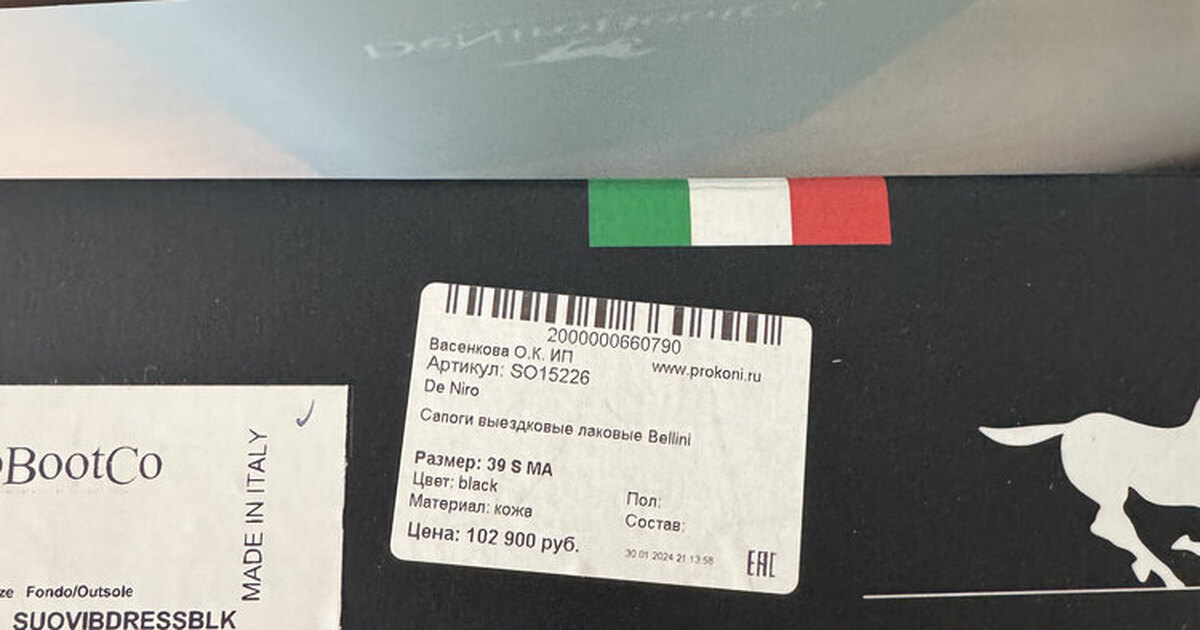 DeNiroBootCo
2000000660790
Васенкова О.К. ИП
www.prokoni.ru
Артикул: SO15226
De Niro
Сапоги выездковые лаковые Bellini
Размер: 39 S MA
Цвет: black
Материал: кожа
Цена: 102 900 руб.
Пол:
Состав:
30.01.2024 21:13:58
EAC
BootCo
MADE IN ITALY
ze Fondo/Outsole
SUOVIBDRESSBLK